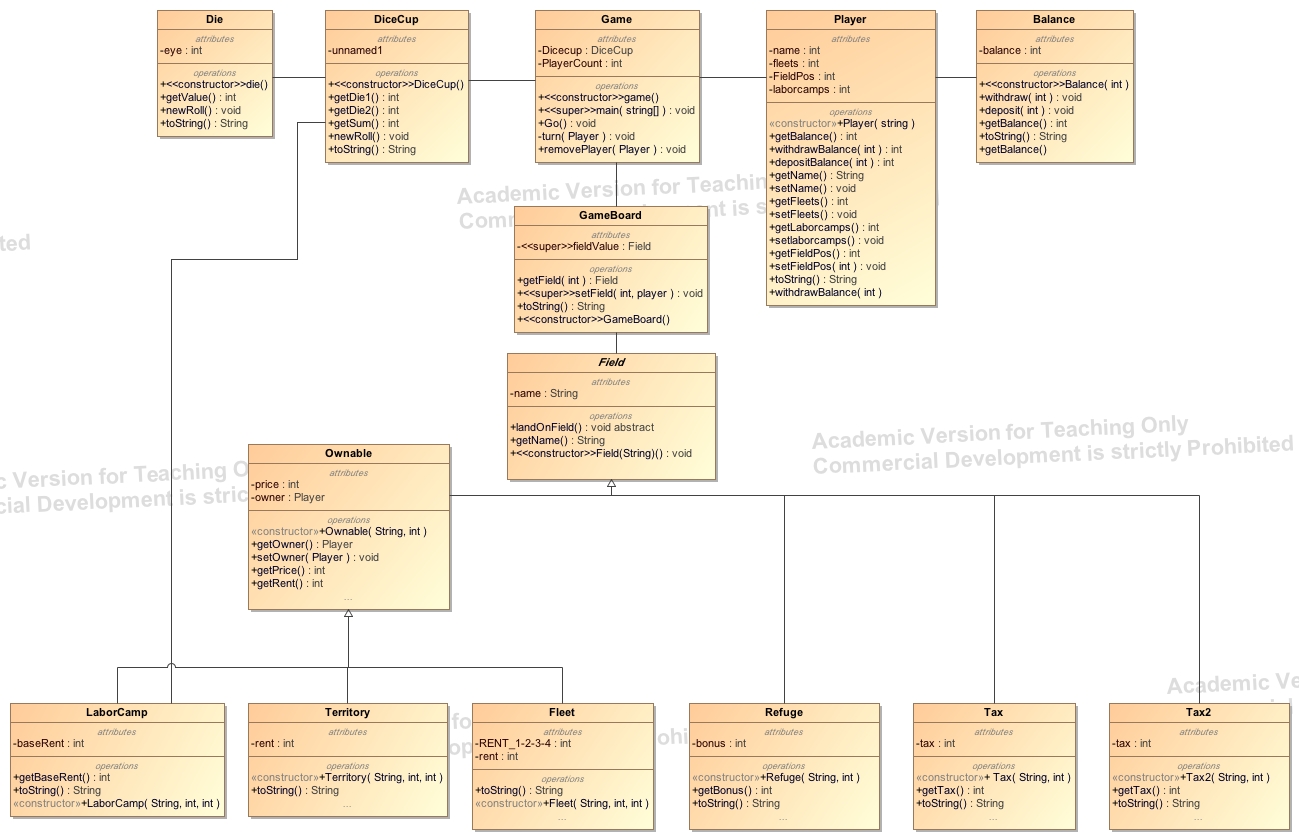 Die
attributes
-eye : int
operations
+<<constructor>>die()
+getValue() : int
+newRoll() : void
+toString() : String
DiceCup
attributes
-unnamed1
operations
+<<constructor>>DiceCup()
+getDie1() : int
+getDie2() : int
+getSum() : int
+newRoll() : void
+toString() : String
Game
attributes
-Dicecup : DiceCup
-PlayerCount : int
operations
+<<constructor>>game()
+<<super>>main( string[] ) : void
+Go() : void
-turn( Player ) : void
+removePlayer( Player ) : void
Player
attributes
-name : int
-fleets : int
-FieldPos : int
-laborcamps : int
operations
«constructor»+Player( string )
+getBalance() : int
+withdrawBalance( int ) : int
+depositBalance( int ) : int
+getName() : String
+setName() : void
+getFleets() : int
+setFleets() : void
+getLaborcamps() : int
+setlaborcamps() : void
+getFieldPos() : int
+setFieldPos( int ) : void
+toString() : String
+withdrawBalance( int )
Balance
attributes
-balance : int
operations
+<<constructor>>Balance( int )
+withdraw( int ) : void
+deposit( int ) : void
+getBalance() : int
+toString() : String
+getBalance()
Academic Version for Teachin
Comm nt is s
ted
GameBoard
attributes
-<<super>>fieldValue : Field
operations
+getField( int ) : Field
+<<super>>setField( int, player ) : void
+toString() : String
+<<constructor>>GameBoard()
Field
attributes
-name : String
operations
+landOnField() : void abstract
+getName() : String
+<<constructor>>Field(String)() : void
Academic Version for Teaching Only
Commercial Development is strictly Prohibited
c Version for Teaching O
cial Development is stric
Ownable
attributes
-price : int
-owner : Player
operations
«constructor»+Ownable( String, int )
+getOwner() : Player
+setOwner( Player ) : void
+getPrice() : int
+getRent() : int
...
Academic Ve
LaborCamp
attributes
-baseRent : int
operations
+getBaseRent() : int
+toString() : String
«constructor»+LaborCamp( String, int, int )
Territory
attributes
-rent : int
operations
«constructor»+Territory( String, int, int )
+toString() : String
...
fo
op ohi
Fleet
attributes
-RENT_1-2-3-4 : int
-rent : int
operations
+toString() : String
«constructor»+Fleet( String, int, int )
...
Refuge
attributes
-bonus : int
operations
«constructor»+Refuge( String, int )
+getBonus() : int
+toString() : String
...
Tax
attributes
-tax : int
operations
«constructor»+ Tax( String, int )
+getTax() : int
+toString() : String
...
Tax2
attributes
-tax : int
operations
«constructor»+Tax2( String, int )
+getTax() : int
+toString() : String
...